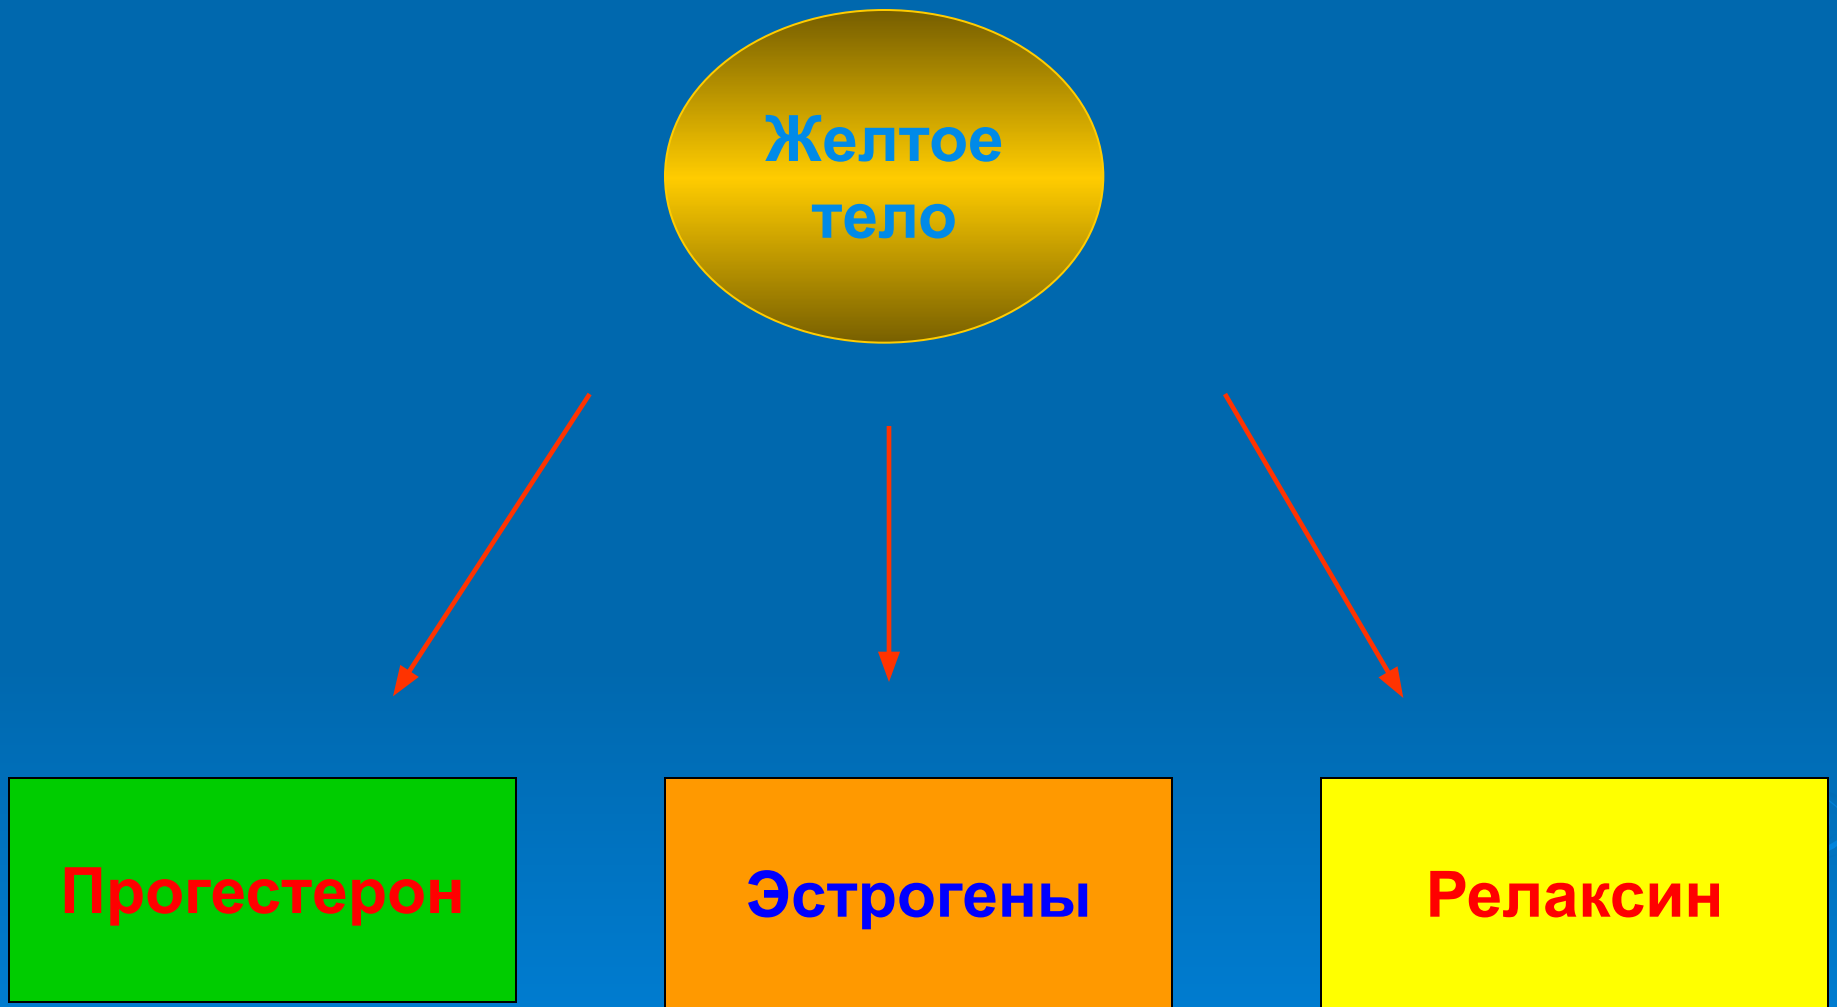 Желтое
тело
Прогестерон
Эстрогены
Релаксин